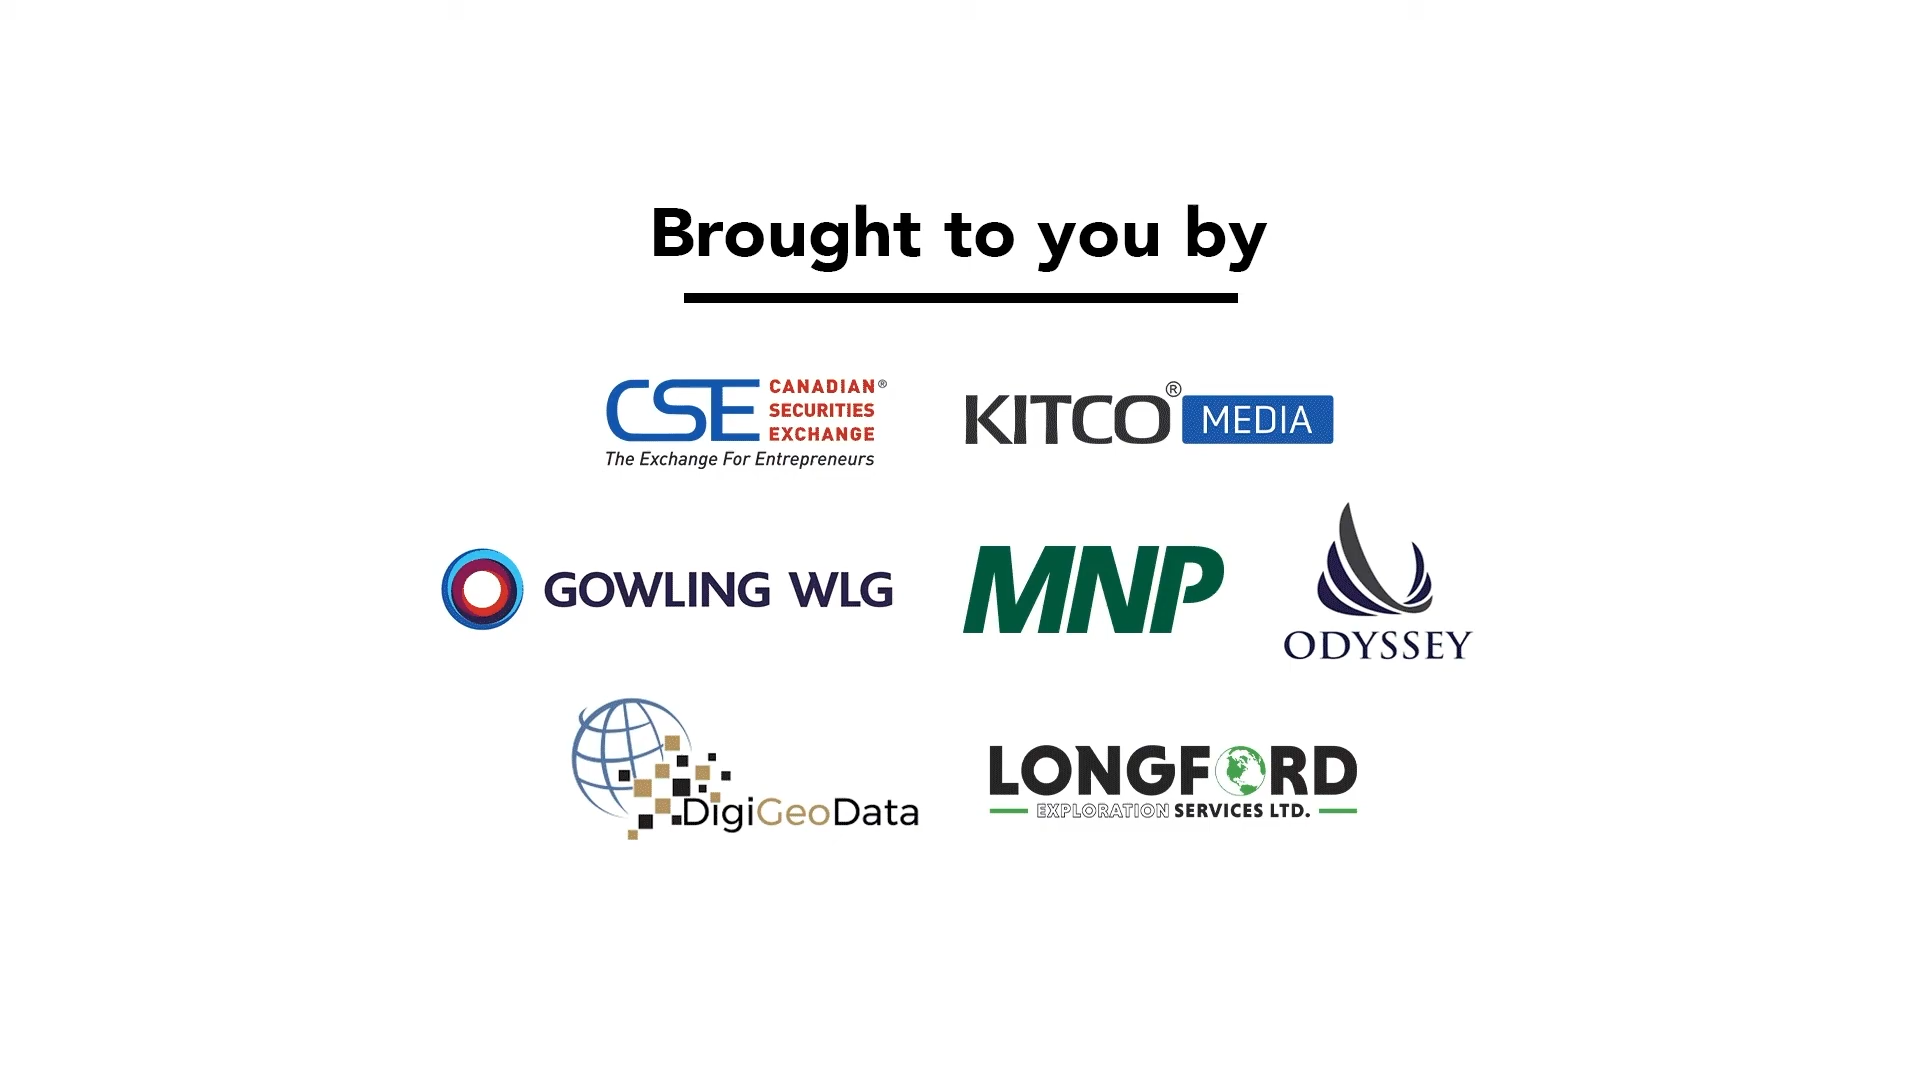 Brought to you by
CSE CANADIAN®
SECURITIES
EXCHANGE
The Exchange For Entrepreneurs
KITCO® MEDIA
GOWLING WLG
MNP
ODYSSEY
DigiGeoData
LONGFORD
EXPLORATION SERVICES LTD.